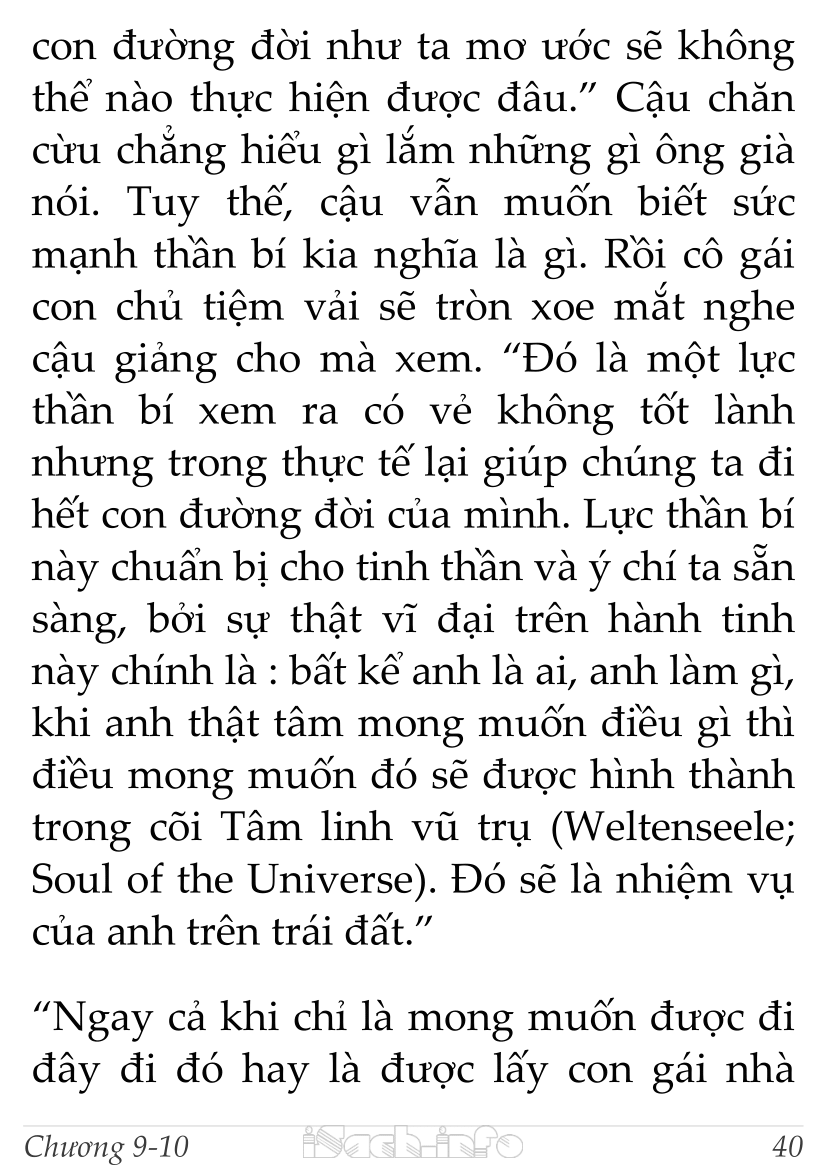 con đường đời như ta mơ ước sẽ không
thể nào thực hiện được đâu.” Cậu chăn
cừu chẳng hiểu gì lắm những gì ông già
nói. Tuy thế, cậu vẫn muốn biết sức
mạnh thần bí kia nghĩa là gì. Rồi cô gái
con chủ tiệm vải sẽ tròn xoe mắt nghe
cậu giảng cho mà xem. “Đó là một lực
thần bí xem ra có vẻ không tốt lành
nhưng trong thực tế lại giúp chúng ta đi
hết con đường đời của mình. Lực thần bí
này chuẩn bị cho tinh thần và ý chí ta sẵn
sàng, bởi sự thật vĩ đại trên hành tinh
này chính là : bất kể anh là ai, anh làm gì,
khi anh thật tâm mong muốn điều gì thì
điều mong muốn đó sẽ được hình thành
trong cõi Tâm linh vũ trụ (Weltenseele;
Soul of the Universe). Đó sẽ là nhiệm vụ
của anh trên trái đất.”
“Ngay cả khi chỉ là mong muốn được đi
đây đi đó hay là được lấy con gái nhà
Chương 9-10 iSach.info 40